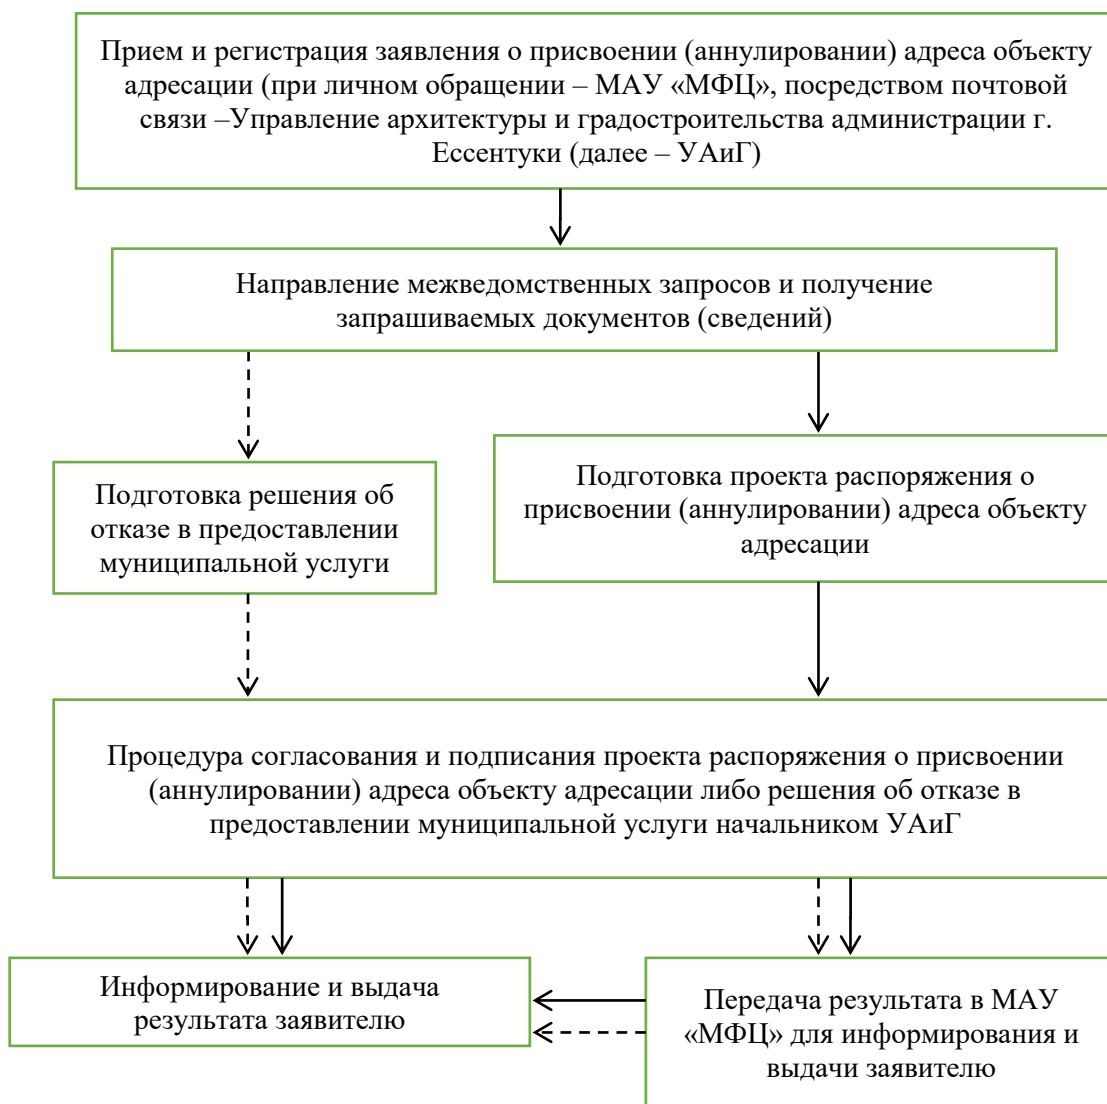 Прием и регистрация заявления о присвоении (аннулировании) адреса объекту
адресации (при личном обращении – МАУ «МФЦ», посредством почтовой
связи –Управление архитектуры и градостроительства администрации г.
Ессентуки (далее – УАиГ)
Направление межведомственных запросов и получение
запрашиваемых документов (сведений)
Подготовка решения об
отказе в предоставлении
муниципальной услуги
Подготовка проекта распоряжения о
присвоении (аннулировании) адреса объекту
адресации
Процедура согласования и подписания проекта распоряжения о присвоении
(аннулировании) адреса объекту адресации либо решения об отказе в
предоставлении муниципальной услуги начальником УАиГ
Информирование и выдача
результата заявителю
Передача результата в МАУ
«МФЦ» для информирования и
выдачи заявителю